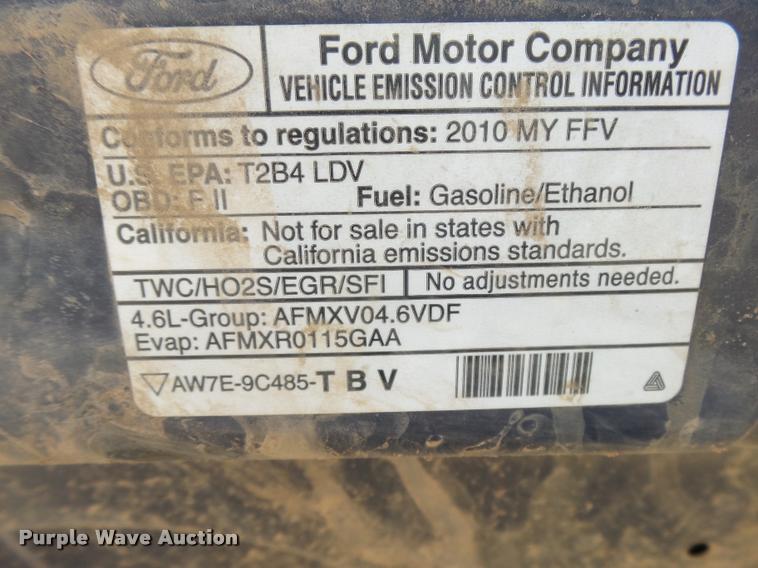 Ford
Ford Motor Company
VEHICLE EMISSION CONTROL INFORMATION
Conforms to regulations: 2010 MY FFV
U.S. EPA: T2B4 LDV
OBD: F II Fuel: Gasoline/Ethanol
California: Not for sale in states with
California emissions standards.
TWC/HO2S/EGR/SFI No adjustments needed.
4.6L-Group: AFMXV04.6VDF
Evap: AFMXR0115GAA
AW7E-9C485-T B V
Purple Wave Auction